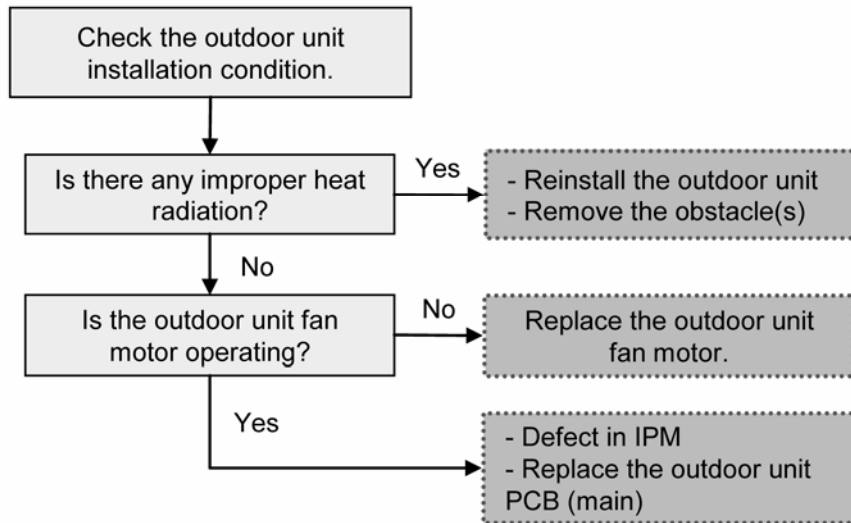 Check the outdoor unit
installation condition.
Is there any improper heat
radiation?
Yes
- Reinstall the outdoor unit
- Remove the obstacle(s)
No
Is the outdoor unit fan
motor operating?
No
Replace the outdoor unit
fan motor.
Yes
- Defect in IPM
- Replace the outdoor unit
PCB (main)